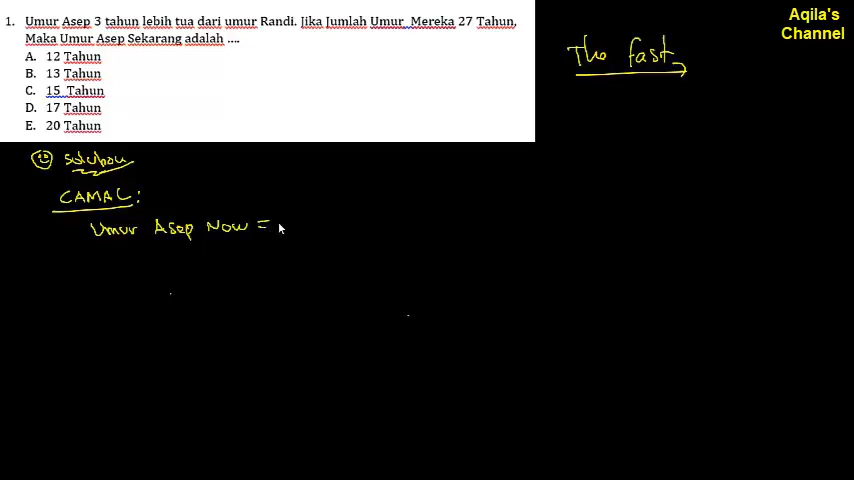 1. Umur Asep 3 tahun lebih tua dari umur Randi. Jika Jumlah Umur Mereka 27 Tahun,
Maka Umur Asep Sekarang adalah ....
A. 12 Tahun
B. 13 Tahun
C. 15 Tahun
D. 17 Tahun
E. 20 Tahun
Aqila's
Channel
The fast
Solution
CAMAC:
Umur Asep Now =